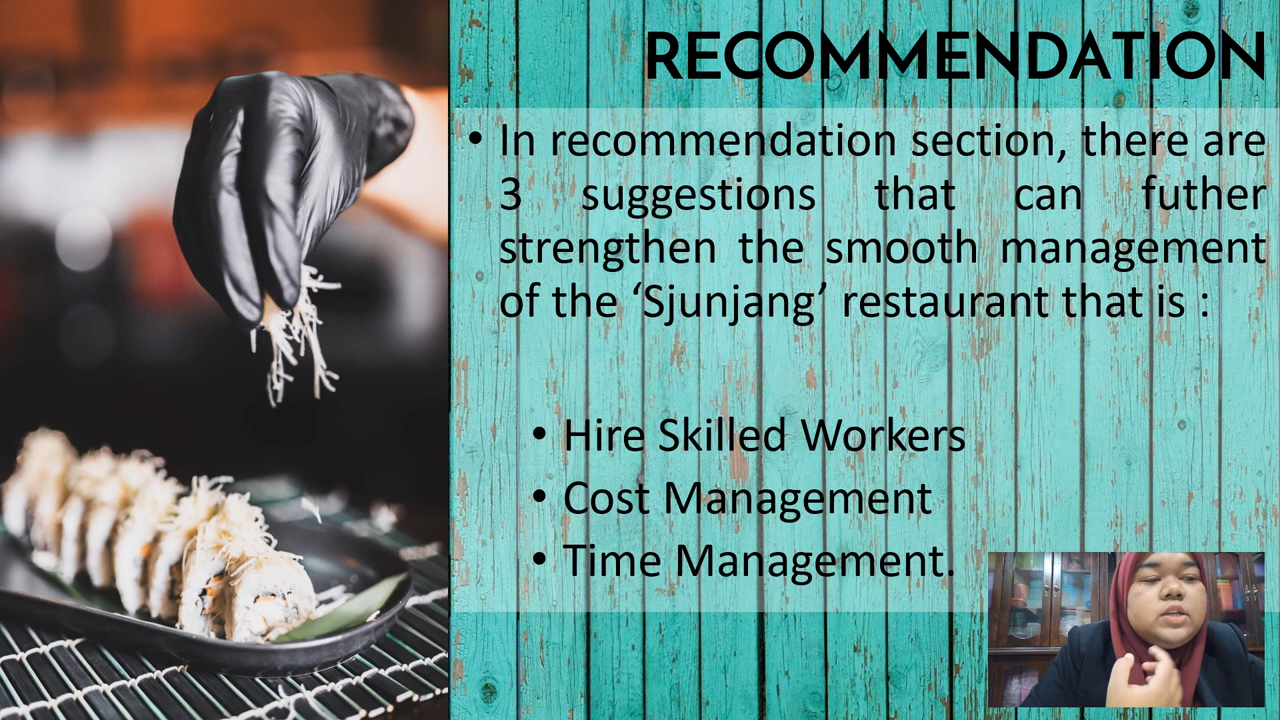 RECOMMENDATION
• In recommendation section, there are
3 suggestions that can futher
strengthen the smooth management
of the ‘Sjunjang’ restaurant that is :
• Hire Skilled Workers
• Cost Management
• Time Management.